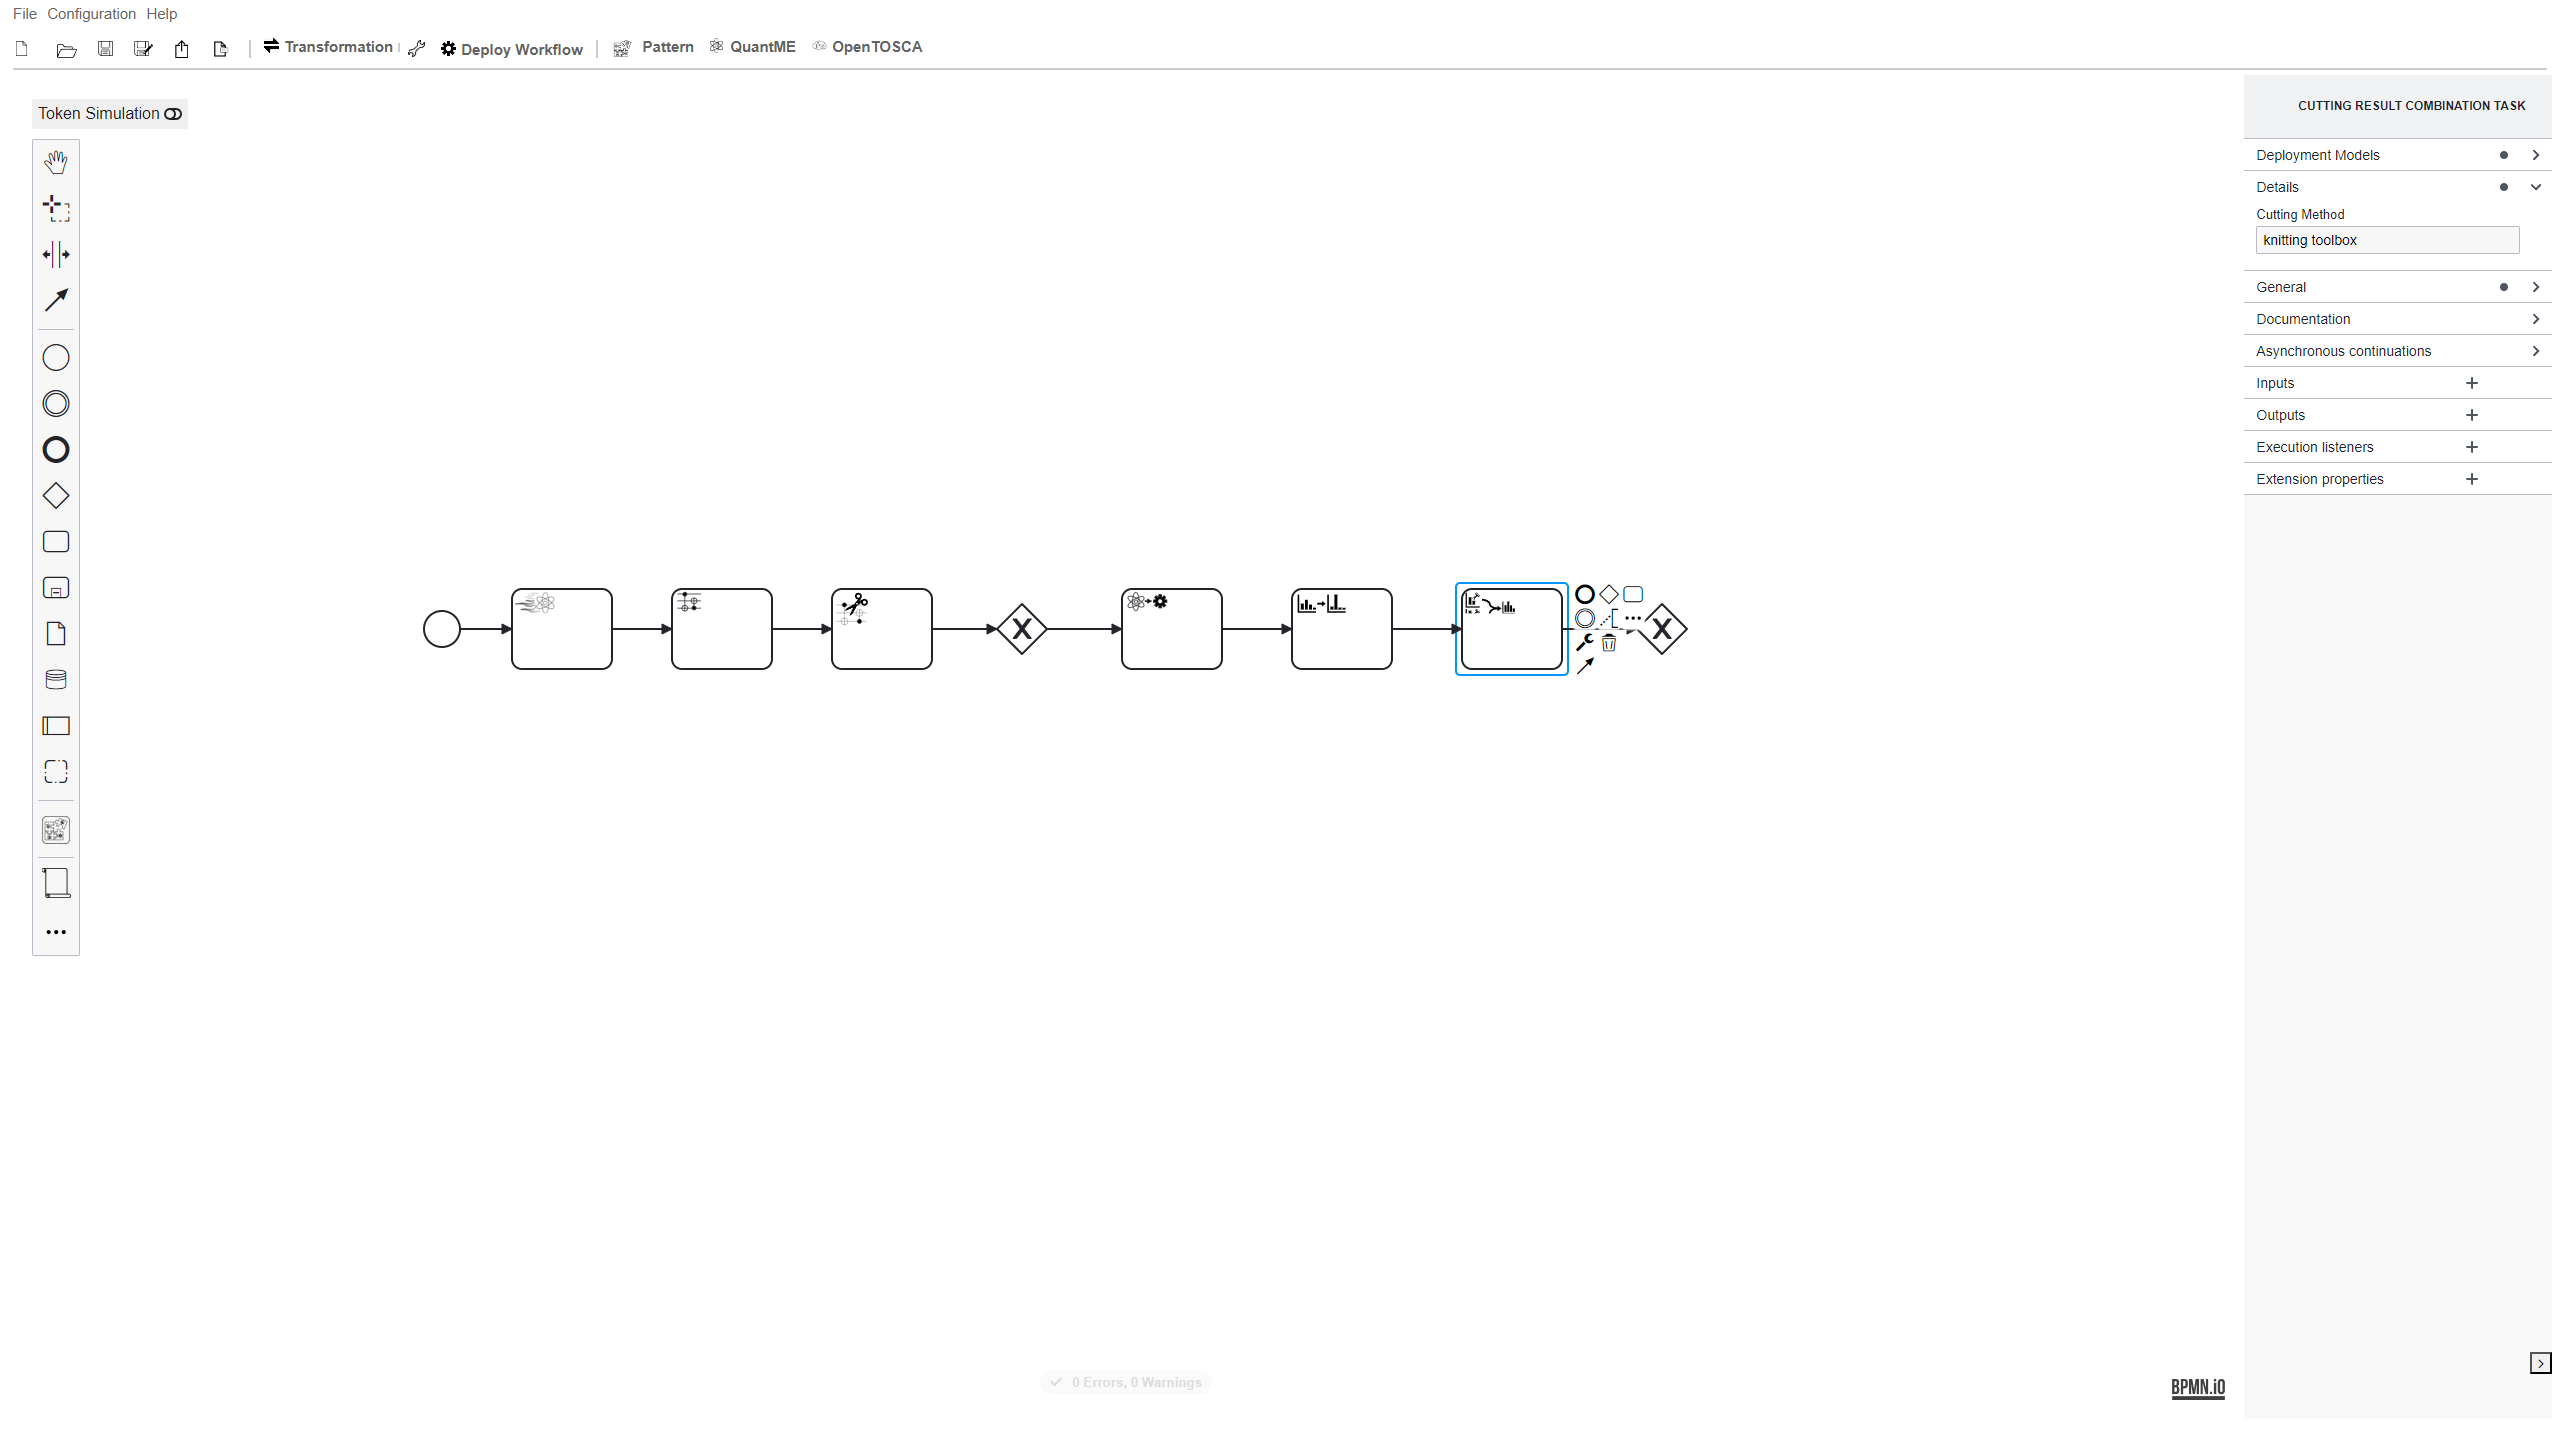 File Configuration Help
Transformation Deploy Workflow Pattern QuantME OpenTOSCA
Token Simulation
CUTTING RESULT COMBINATION TASK
Deployment Models
Details
Cutting Method
knitting toolbox
General
Documentation
Asynchronous continuations
Inputs
Outputs
Execution listeners
Extension properties
0 Errors, 0 Warnings
BPMN.iO